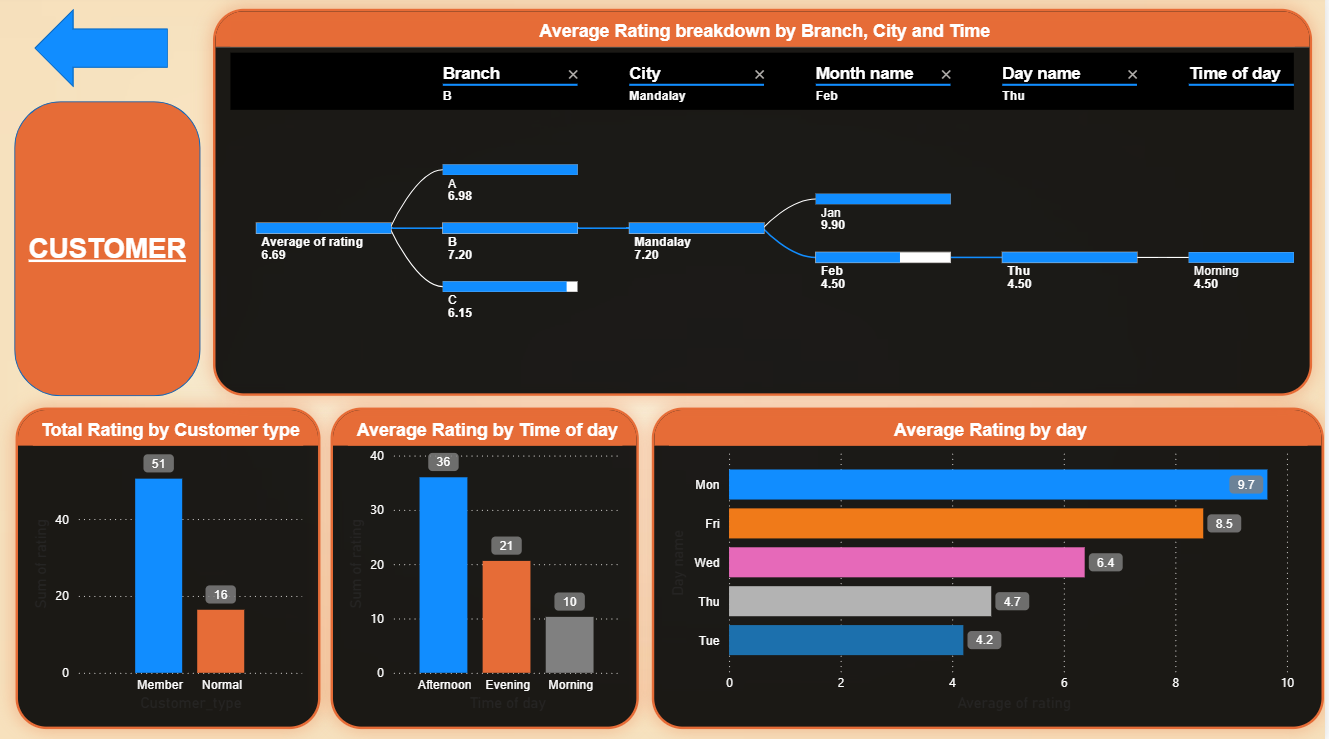 Average Rating breakdown by Branch, City and Time
Branch × City × Month name × Day name × Time of day
B Mandalay Feb Thu
CUSTOMER
A
6.98
Jan
9.90
Average of rating
6.69
B
7.20
Mandalay
7.20
Feb
4.50
Thu
4.50
Morning
4.50
C
6.15
Total Rating by Customer type
51
40
16
20
0
Member Normal
Sum of rating
Customer_type
Average Rating by Time of day
40
36
30
21
20
10
10
0
Afternoon Evening Morning
Sum of rating
Time of day
Average Rating by day
Mon 9.7
Fri 8.5
Wed 6.4
Thu 4.7
Tue 4.2
0 2 4 6 8 10
Day name
Average of rating